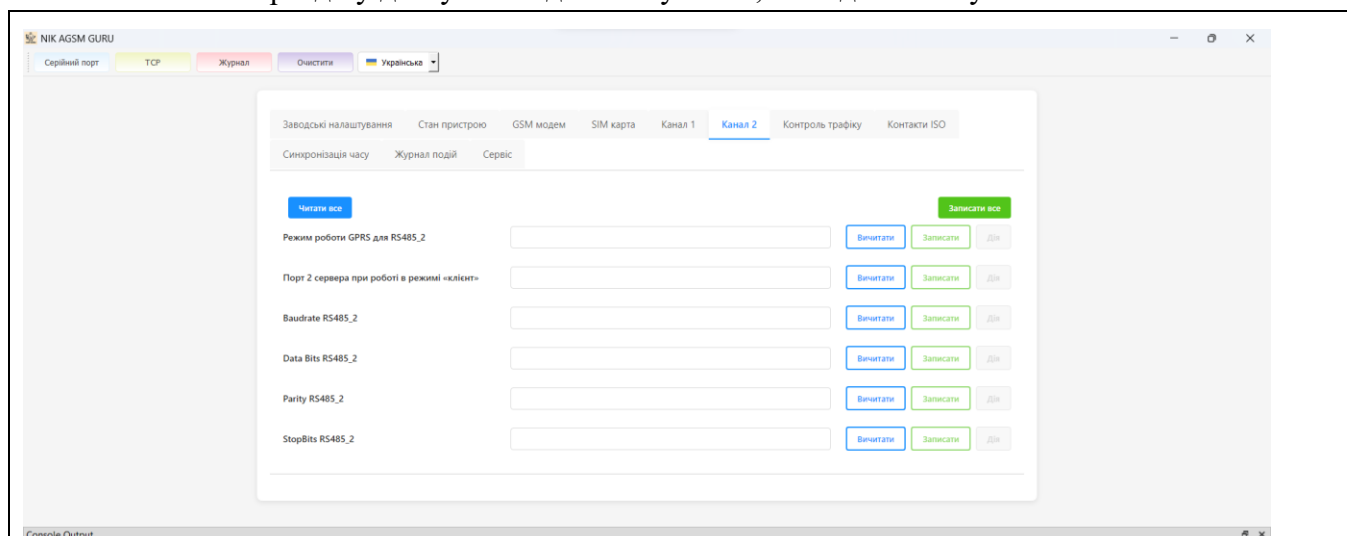 NIK AGSM GURU
Серійний порт TCP Журнал Очистити Українська
Заводські налаштування Стан пристрою GSM модем SIM карта Канал 1 Канал 2 Контроль трафіку Контакти ISO
Синхронізація часу Журнал подій Сервіс
Читати все Записати все
Режим роботи GPRS для RS485_2 Вичитати Записати Дія
Порт 2 сервера при роботі в режимі «клієнт» Вичитати Записати Дія
Baudrate RS485_2 Вичитати Записати Дія
Data Bits RS485_2 Вичитати Записати Дія
Parity RS485_2 Вичитати Записати Дія
StopBits RS485_2 Вичитати Записати Дія
Console Output